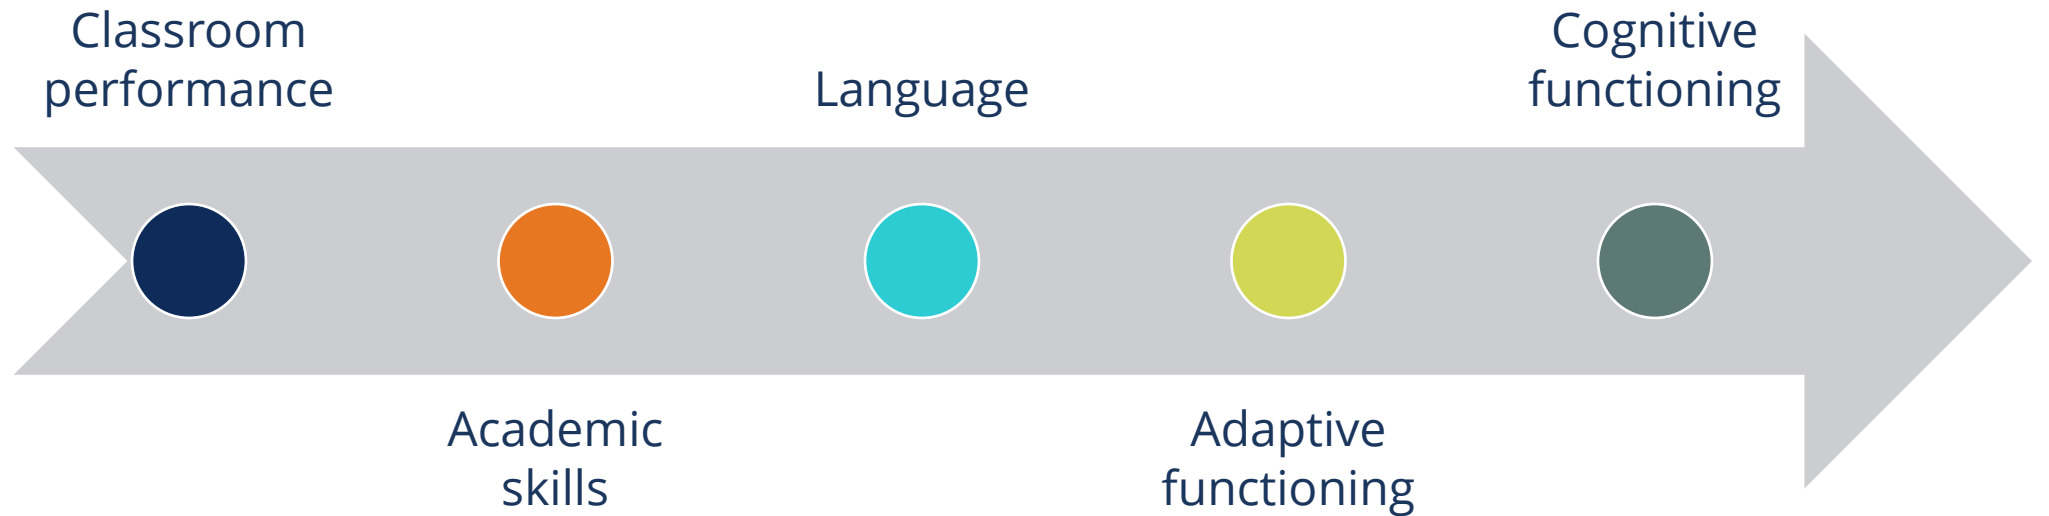 Classroom
performance
Academic
skills
Language
Adaptive
functioning
Cognitive
functioning